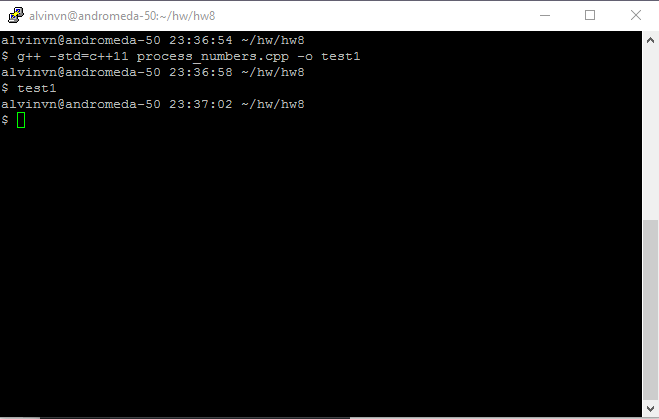 alvinvn@andromeda-50:~/hw/hw8
alvinvn@andromeda-50 23:36:54 ~/hw/hw8
$ g++ -std=c++11 process_numbers.cpp -o test1
alvinvn@andromeda-50 23:36:58 ~/hw/hw8
$ test1
alvinvn@andromeda-50 23:37:02 ~/hw/hw8
$